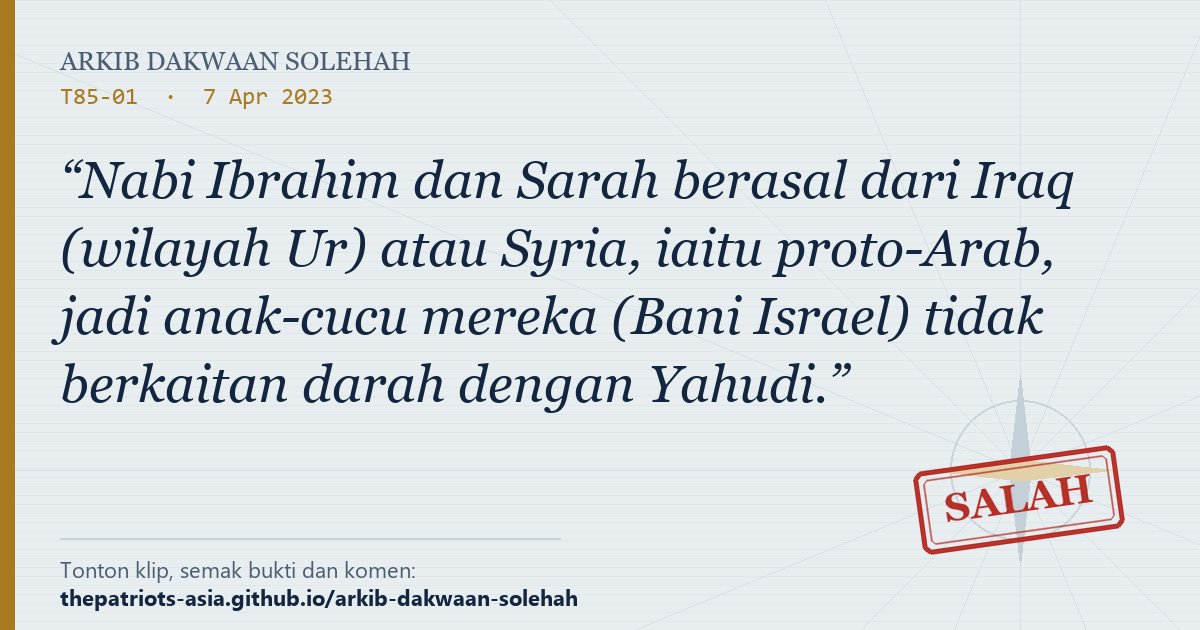 ARKIB DAKWAAN SOLEHAH
T85-01 · 7 Apr 2023
“Nabi Ibrahim dan Sarah berasal dari Iraq
(wilayah Ur) atau Syria, iaitu proto-Arab,
jadi anak-cucu mereka (Bani Israel) tidak
berkaitan darah dengan Yahudi.”
SALAH
Tonton klip, semak bukti dan komen:
thepatriots-asia.github.io/arkib-dakwaan-solehah